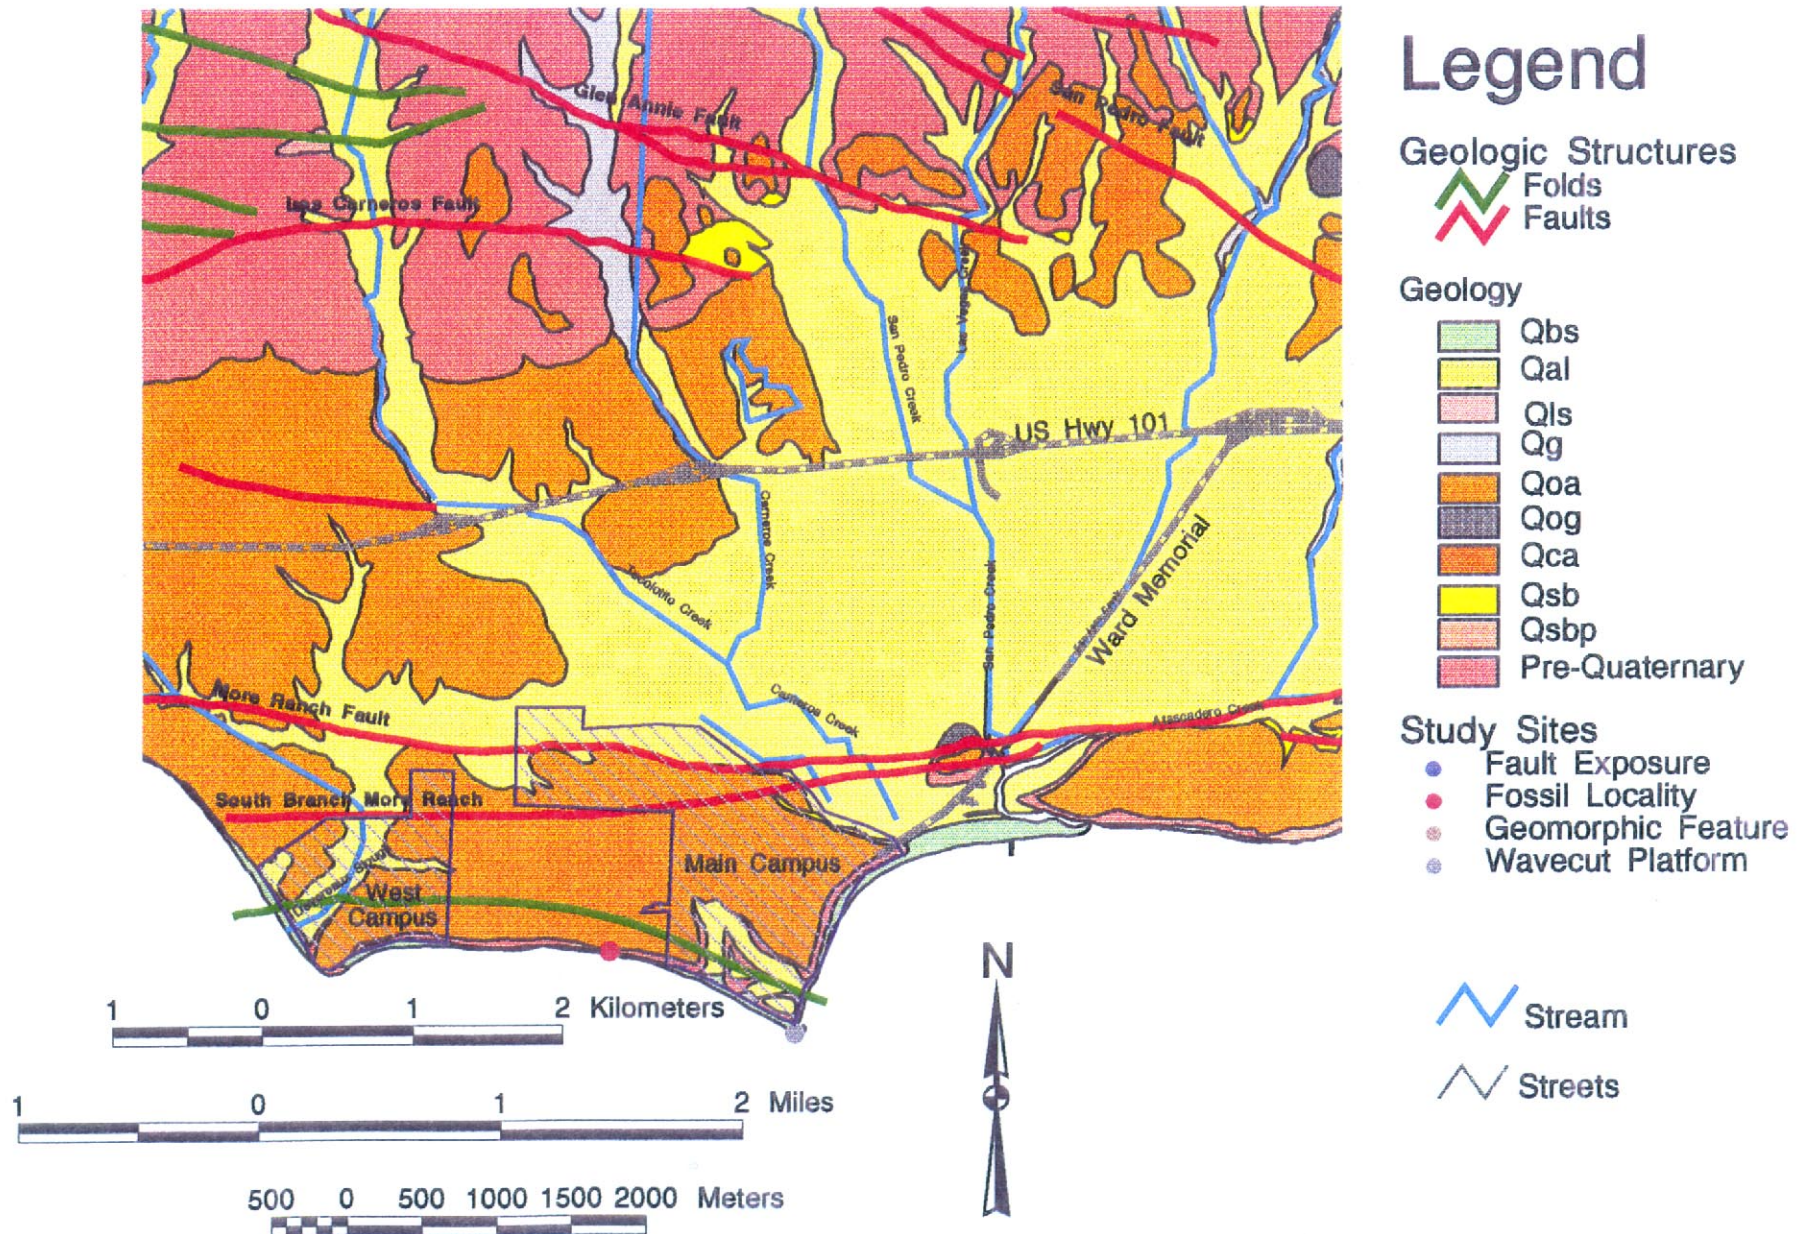 Legend
Geologic Structures
Folds
Faults
Geology
Qbs
Qal
Qls
Qg
Qoa
Qog
Qca
Qsb
Qsbp
Pre-Quaternary
Study Sites
Fault Exposure
Fossil Locality
Geomorphic Feature
Wavecut Platform
Stream
Streets
Glen Annie Fault
San Pedro Fault
Los Carneros Fault
Las Vegas Creek
San Pedro Creek
US Hwy 101
Carneros Creek
Tecolotito Creek
San Pedro Creek
Ward Memorial
More Ranch Fault
Carneros Creek
Atascadero Creek
South Branch More Ranch
Main Campus
Devereaux Slough
West
Campus
N
1 0 1 2 Kilometers
1 0 1 2 Miles
500 0 500 1000 1500 2000 Meters